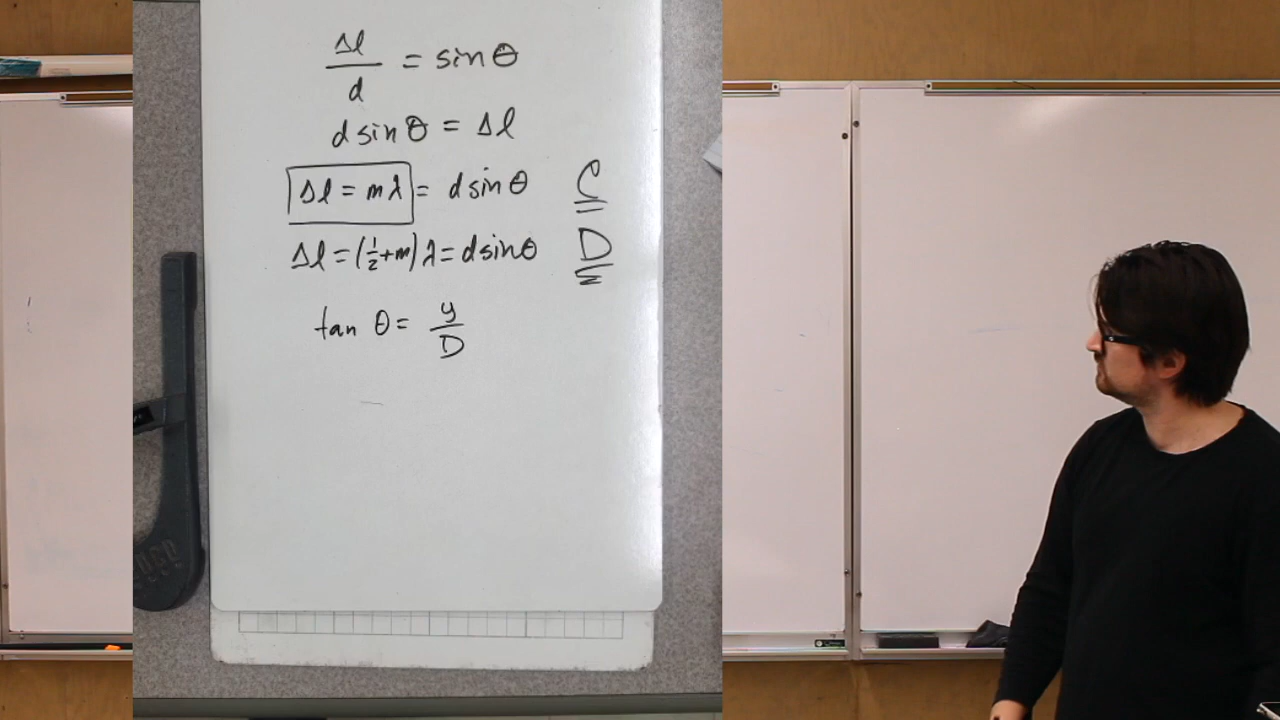 Δl/d = sin θ
d sin θ = Δl
Δl = mλ = d sin θ C
Δl = (1/2+m) λ = d sin θ D
tan θ = y/D